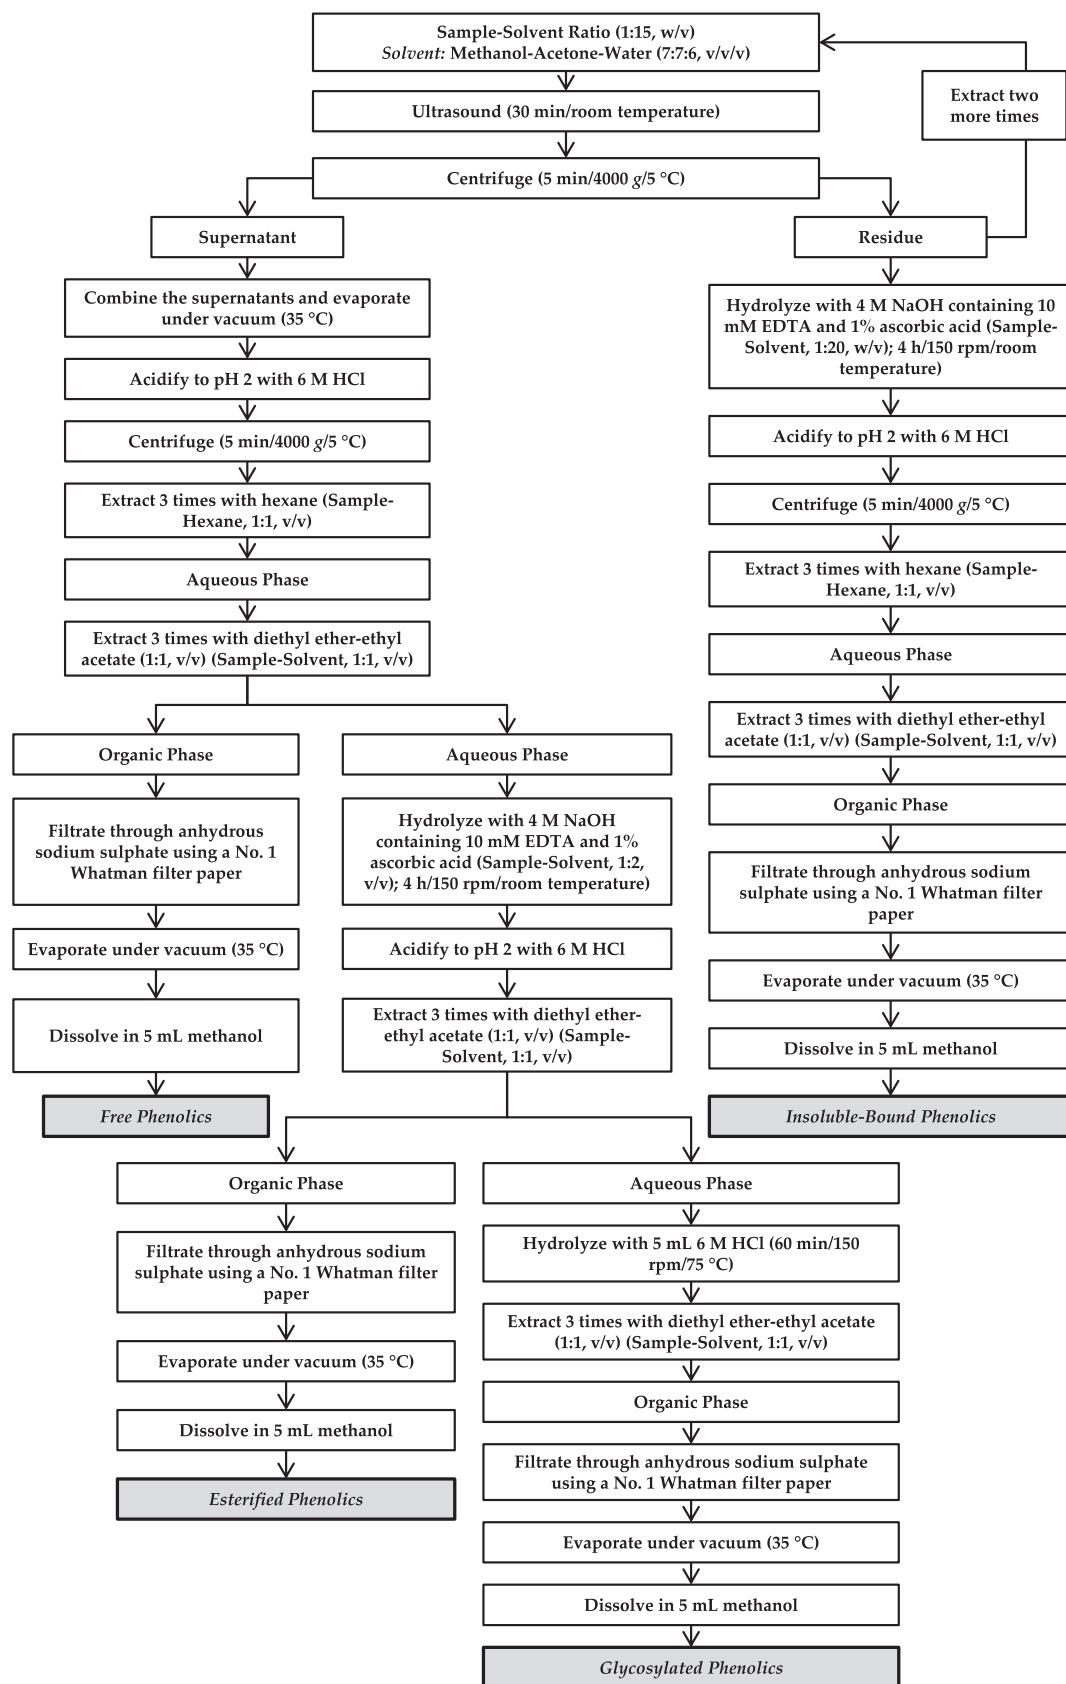 Sample-Solvent Ratio (1:15, w/v)
Solvent: Methanol-Acetone-Water (7:7:6, v/v/v)
Extract two
more times
Ultrasound (30 min/room temperature)
Centrifuge (5 min/4000 g/5 °C)
Supernatant
Residue
Combine the supernatants and evaporate
under vacuum (35 °C)
Acidify to pH 2 with 6 M HCl
Centrifuge (5 min/4000 g/5 °C)
Extract 3 times with hexane (Sample-
Hexane, 1:1, v/v)
Aqueous Phase
Extract 3 times with diethyl ether-ethyl
acetate (1:1, v/v) (Sample-Solvent, 1:1, v/v)
Organic Phase
Filtrate through anhydrous
sodium sulphate using a No. 1
Whatman filter paper
Evaporate under vacuum (35 °C)
Dissolve in 5 mL methanol
Free Phenolics
Aqueous Phase
Hydrolyze with 4 M NaOH
containing 10 mM EDTA and 1%
ascorbic acid (Sample-Solvent, 1:2,
v/v); 4 h/150 rpm/room temperature)
Acidify to pH 2 with 6 M HCl
Extract 3 times with diethyl ether-
ethyl acetate (1:1, v/v) (Sample-
Solvent, 1:1, v/v)
Organic Phase
Filtrate through anhydrous sodium
sulphate using a No. 1 Whatman filter
paper
Evaporate under vacuum (35 °C)
Dissolve in 5 mL methanol
Esterified Phenolics
Aqueous Phase
Hydrolyze with 5 mL 6 M HCl (60 min/150
rpm/75 °C)
Extract 3 times with diethyl ether-ethyl acetate
(1:1, v/v) (Sample-Solvent, 1:1, v/v)
Organic Phase
Filtrate through anhydrous sodium sulphate
using a No. 1 Whatman filter paper
Evaporate under vacuum (35 °C)
Dissolve in 5 mL methanol
Glycosylated Phenolics
Hydrolyze with 4 M NaOH containing 10
mM EDTA and 1% ascorbic acid (Sample-
Solvent, 1:20, w/v); 4 h/150 rpm/room
temperature)
Acidify to pH 2 with 6 M HCl
Centrifuge (5 min/4000 g/5 °C)
Extract 3 times with hexane (Sample-
Hexane, 1:1, v/v)
Aqueous Phase
Extract 3 times with diethyl ether-ethyl
acetate (1:1, v/v) (Sample-Solvent, 1:1, v/v)
Organic Phase
Filtrate through anhydrous sodium
sulphate using a No. 1 Whatman filter
paper
Evaporate under vacuum (35 °C)
Dissolve in 5 mL methanol
Insoluble-Bound Phenolics